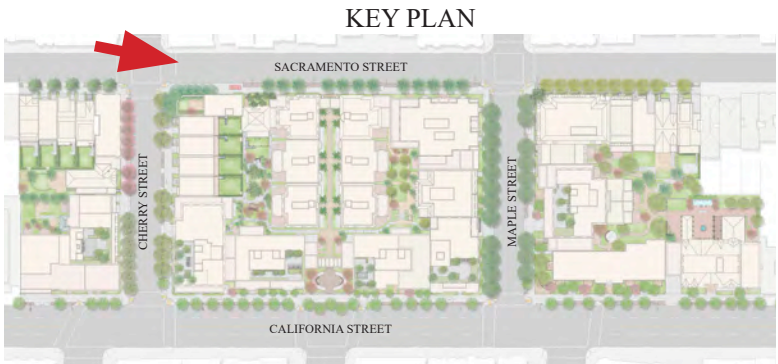 KEY PLAN
SACRAMENTO STREET
CHERRY STREET
MAPLE STREET
CALIFORNIA STREET